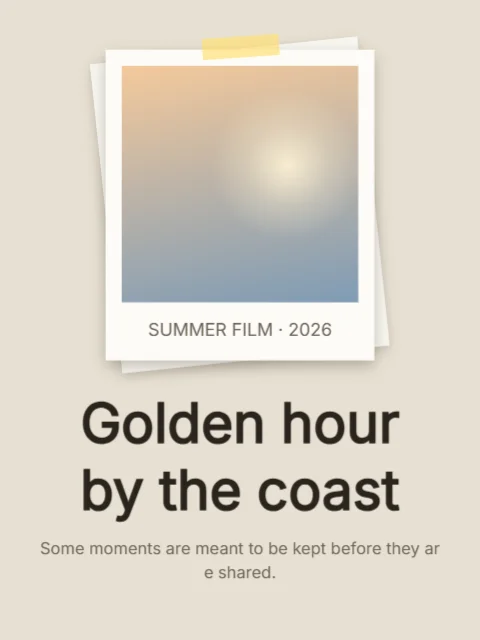 SUMMER FILM · 2026
Golden hour
by the coast
Some moments are meant to be kept before they ar
e shared.